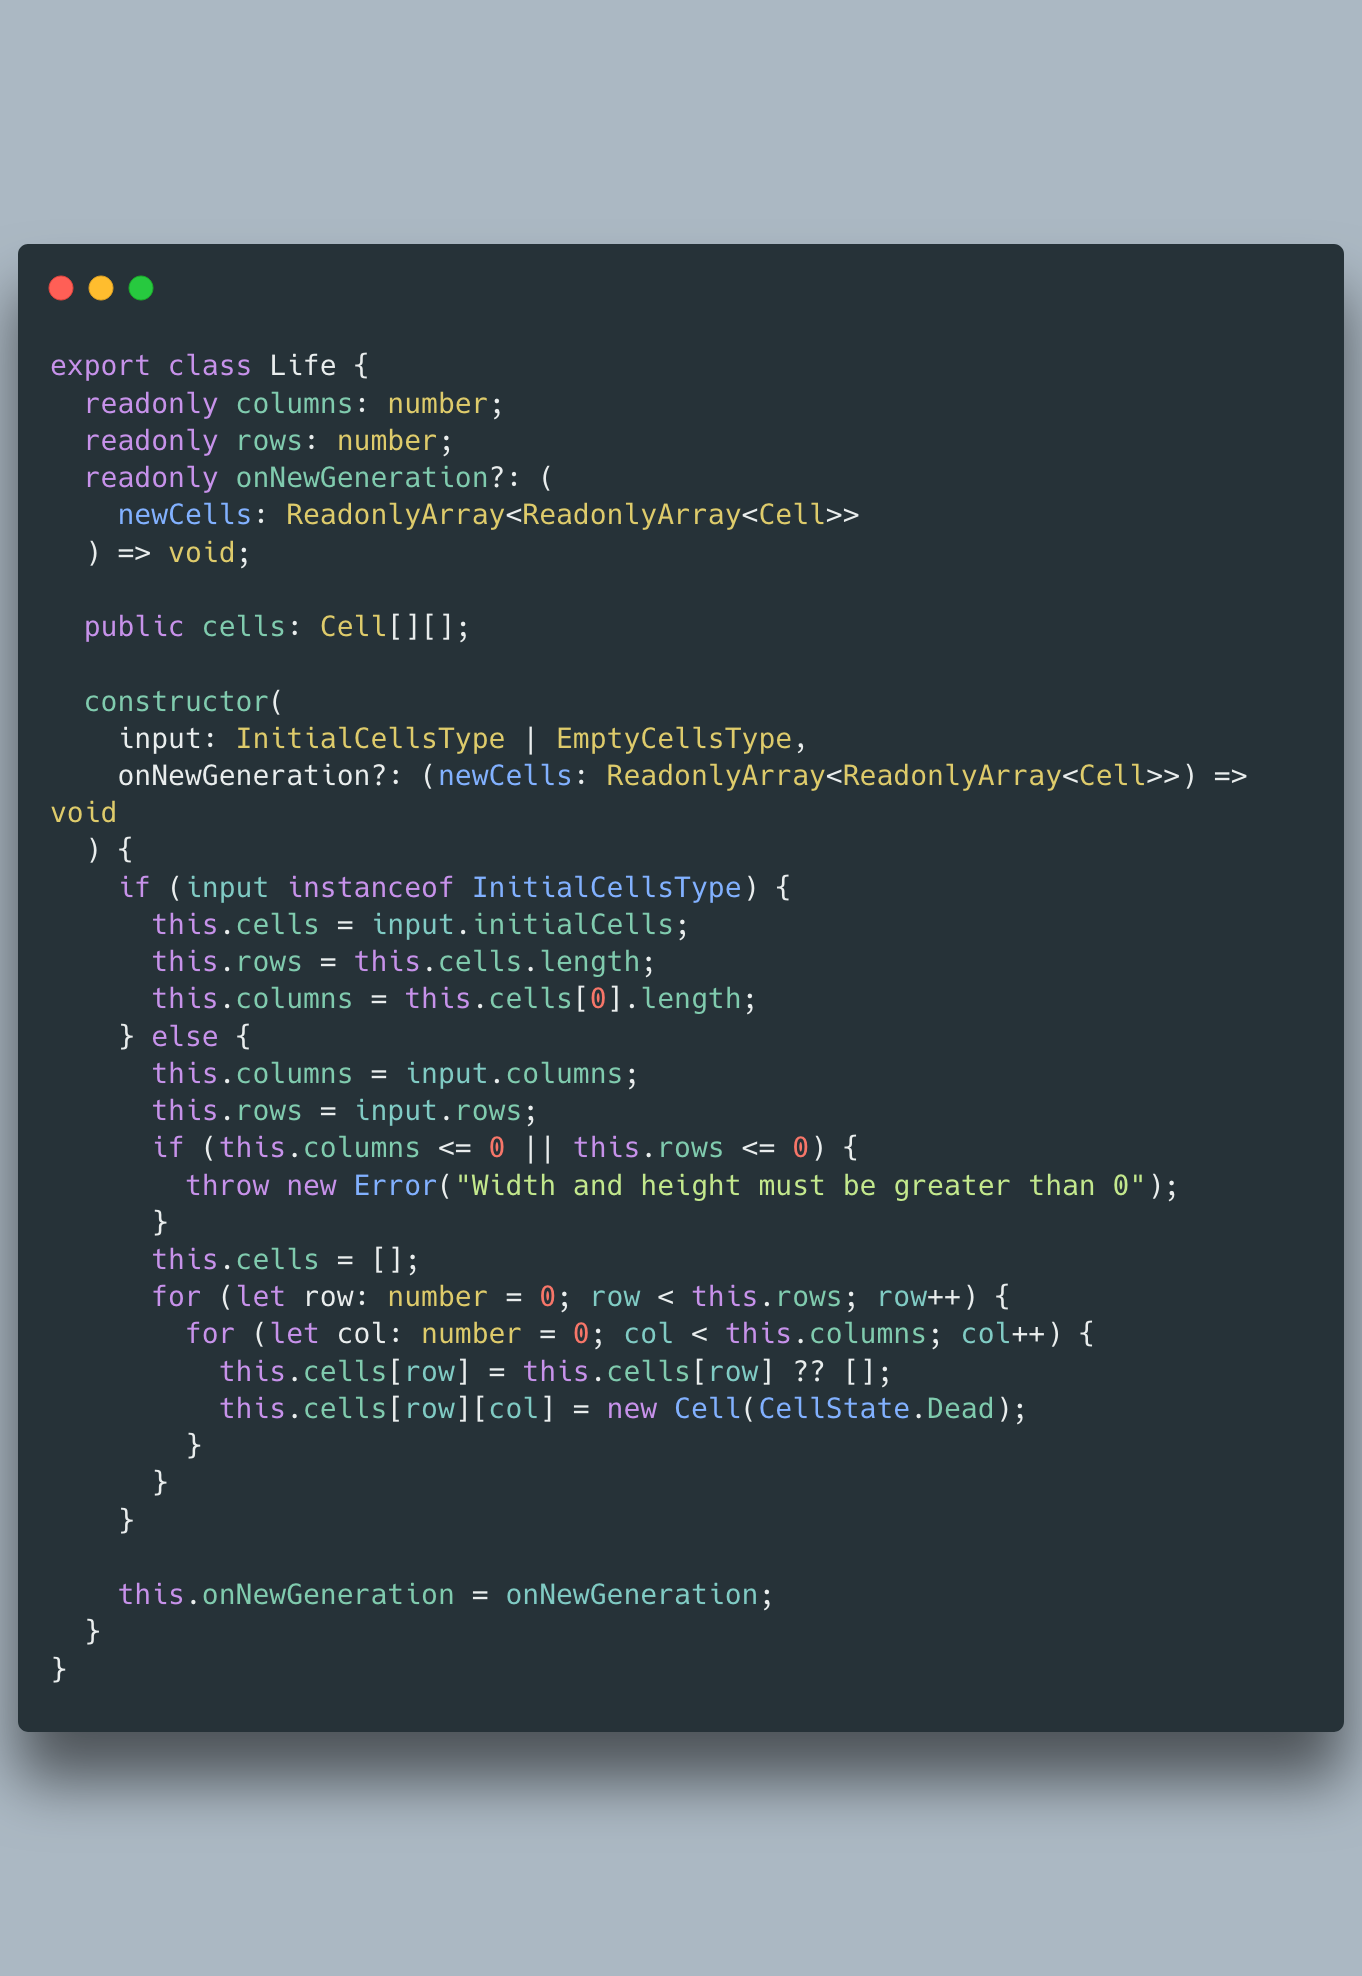 export class Life {
  readonly columns: number;
  readonly rows: number;
  readonly onNewGeneration?: (
    newCells: ReadonlyArray<ReadonlyArray<Cell>>
  ) => void;

  public cells: Cell[][];

  constructor(
    input: InitialCellsType | EmptyCellsType,
    onNewGeneration?: (newCells: ReadonlyArray<ReadonlyArray<Cell>>) =>
void
  ) {
    if (input instanceof InitialCellsType) {
      this.cells = input.initialCells;
      this.rows = this.cells.length;
      this.columns = this.cells[0].length;
    } else {
      this.columns = input.columns;
      this.rows = input.rows;
      if (this.columns <= 0 || this.rows <= 0) {
        throw new Error("Width and height must be greater than 0");
      }
      this.cells = [];
      for (let row: number = 0; row < this.rows; row++) {
        for (let col: number = 0; col < this.columns; col++) {
          this.cells[row] = this.cells[row] ?? [];
          this.cells[row][col] = new Cell(CellState.Dead);
        }
      }
    }

    this.onNewGeneration = onNewGeneration;
  }
}